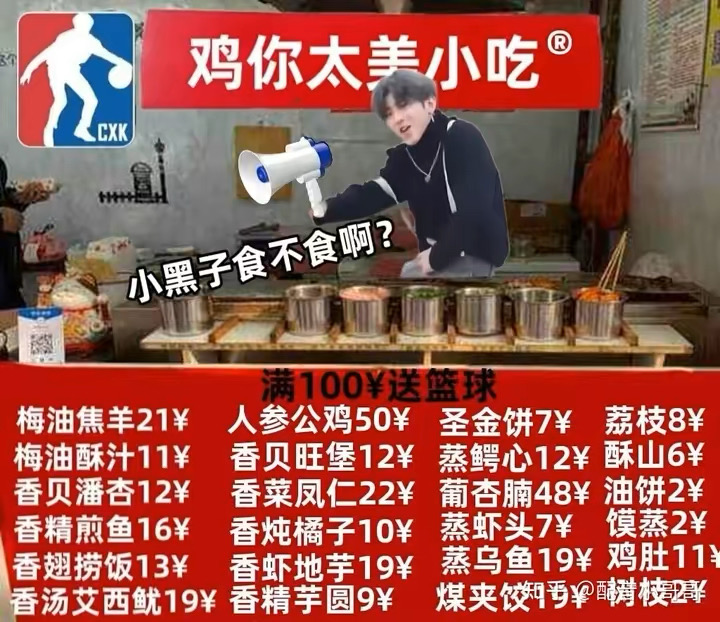 CXK
鸡你太美小吃®
小黑子食不食啊？
满100¥送篮球
梅油焦羊21¥ 人参公鸡50¥ 圣金饼7¥ 荔枝8¥
梅油酥汁11¥ 香贝旺堡12¥ 蒸鳄心12¥ 酥山6¥
香贝潘杏12¥ 香菜凤仁22¥ 葡杏腩48¥ 油饼2¥
香精煎鱼16¥ 香炖橘子10¥ 蒸虾头7¥ 馍蒸2¥
香翅捞饭13¥ 香虾地芋19¥ 蒸乌鱼19¥ 鸡肚11¥
香汤艾西鱿19¥ 香精芋圆9¥ 煤夹饺19¥ 树枝2¥
知乎